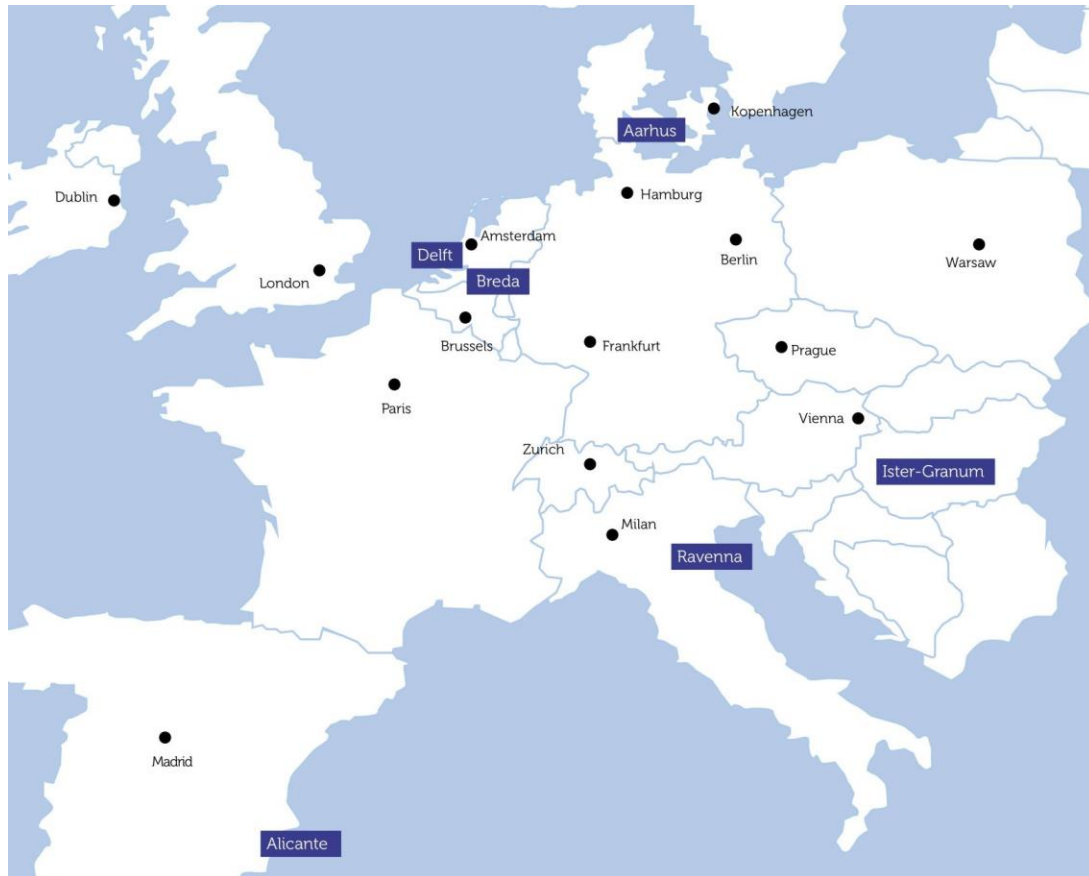 Kopenhagen
Aarhus
Hamburg
Dublin
Amsterdam
Delft
Berlin
Warsaw
London
Breda
Brussels
Frankfurt
Prague
Paris
Vienna
Zurich
Ister-Granum
Milan
Ravenna
Madrid
Alicante